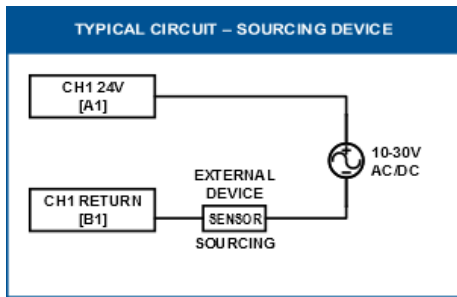 TYPICAL CIRCUIT – SOURCING DEVICE
CH1 24V
[A1]
10-30V
AC/DC
EXTERNAL
DEVICE
CH1 RETURN
[B1]
SENSOR
SOURCING